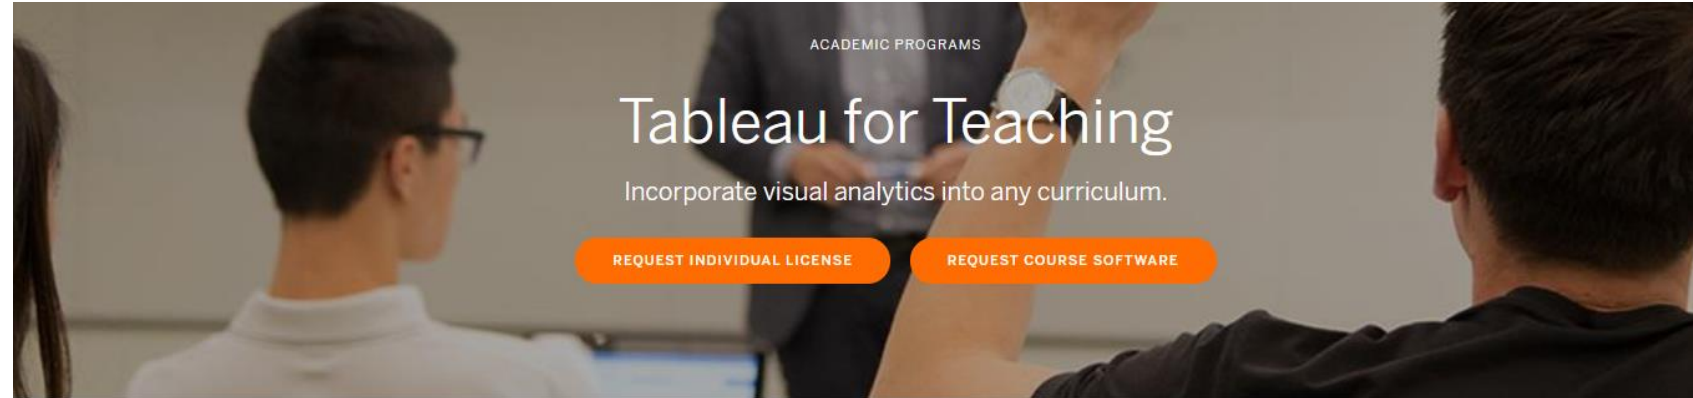 ACADEMIC PROGRAMS
Tableau for Teaching
Incorporate visual analytics into any curriculum.
REQUEST INDIVIDUAL LICENSE REQUEST COURSE SOFTWARE